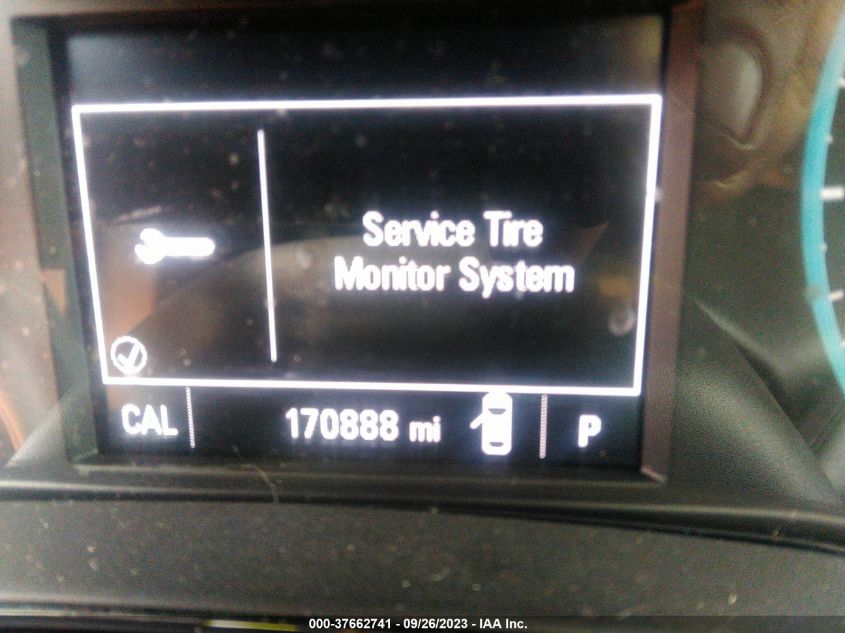 Service Tire
Monitor System
CAL 170888 mi P
000-37662741 - 09/26/2023 - IAA Inc.